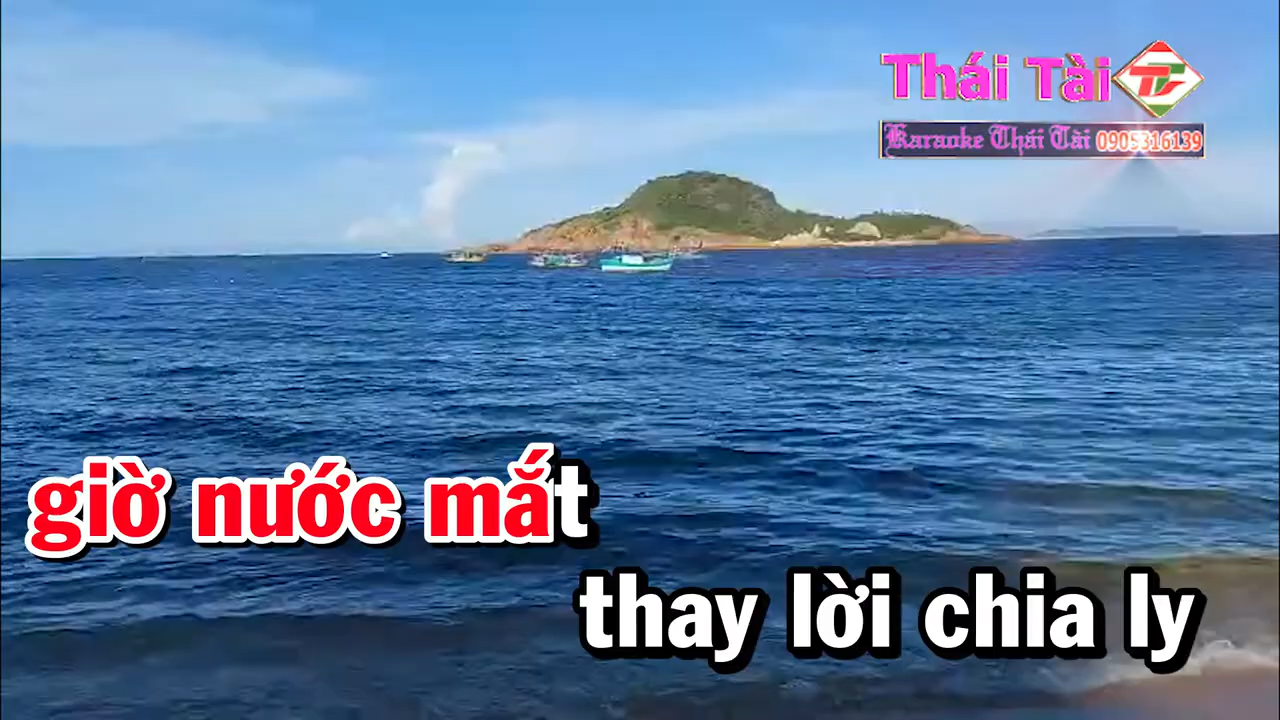 Thái Tài
Karaoke Thái Tài 0905316139
giờ nước mắt
thay lời chia ly